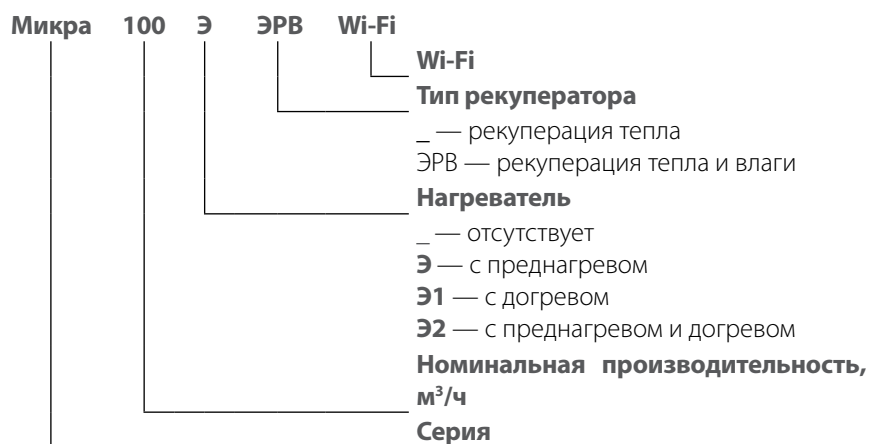 Микра 100 Э ЭРВ Wi-Fi
Wi-Fi
Тип рекуператора
_ — рекуперация тепла
ЭРВ — рекуперация тепла и влаги
Нагреватель
_ — отсутствует
Э — с преднагревом
Э1 — с догревом
Э2 — с преднагревом и догревом
Номинальная производительность,
м³/ч
Серия